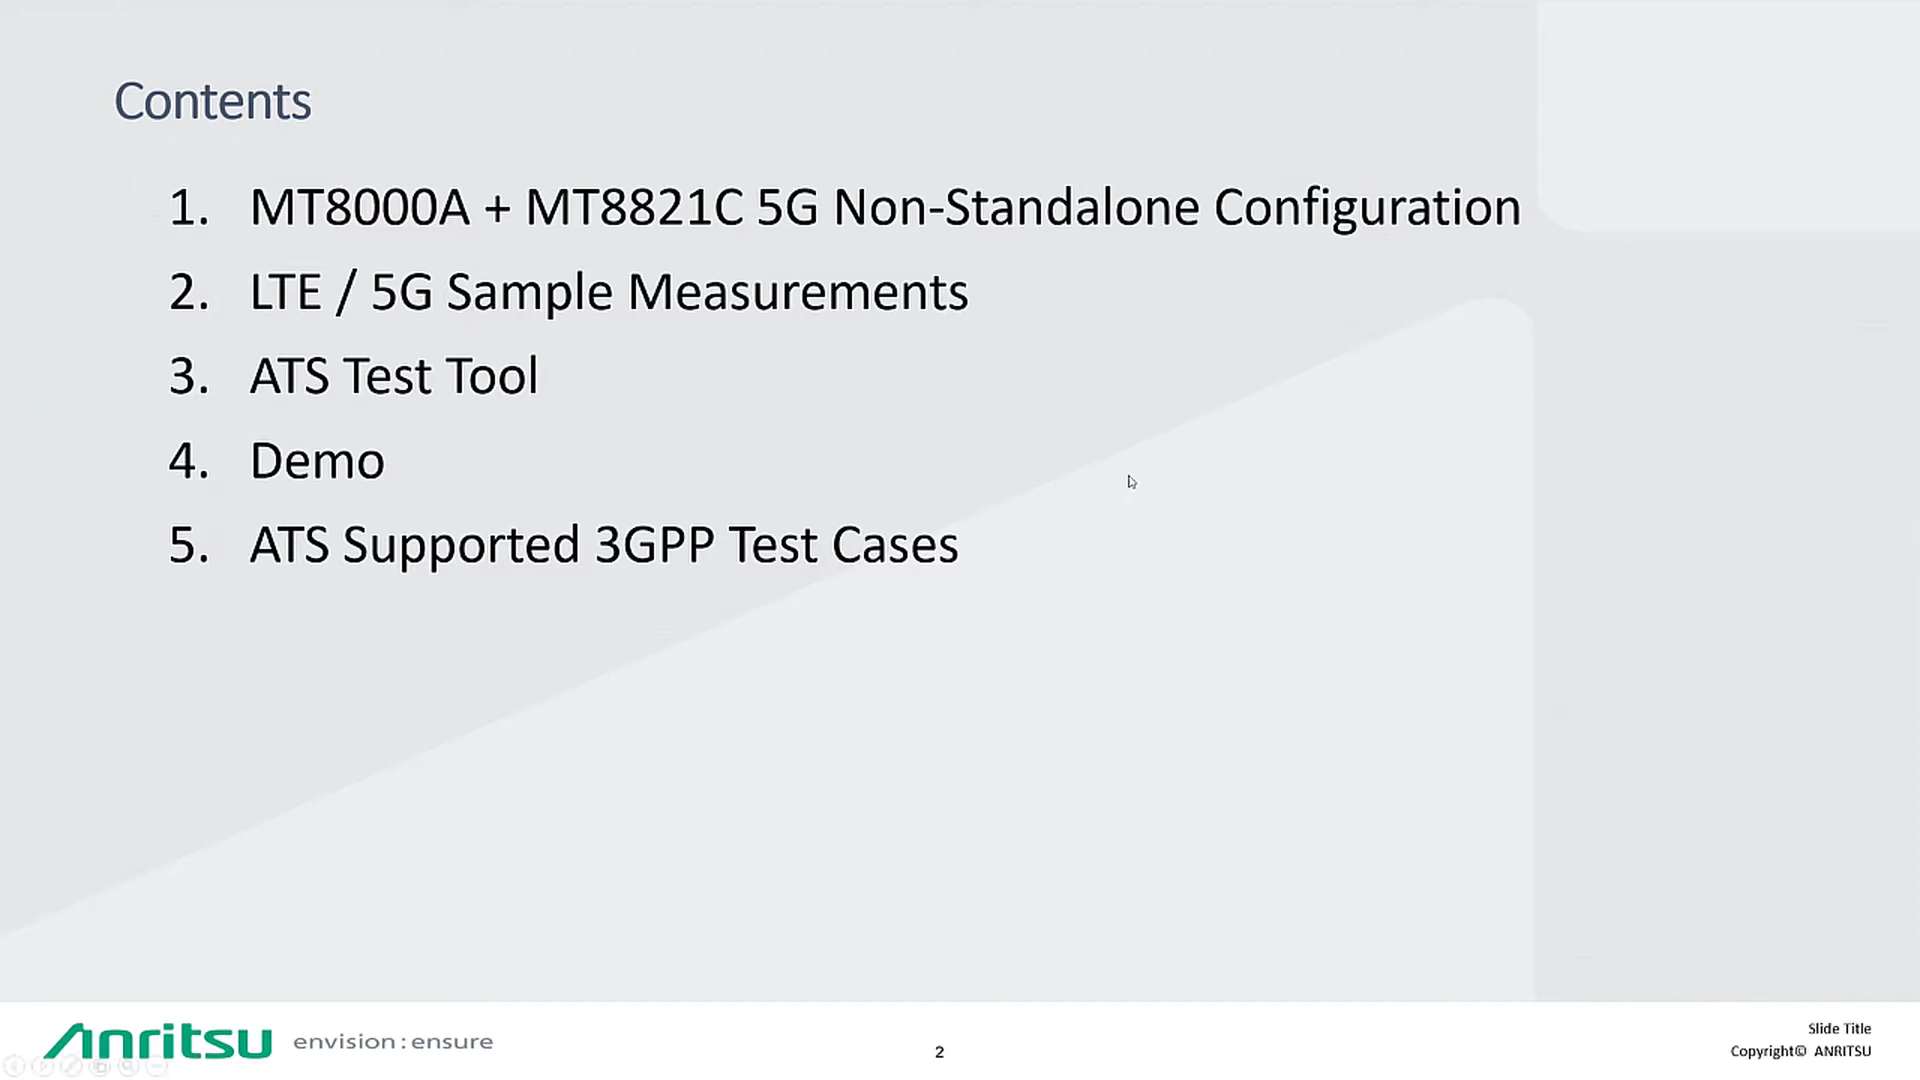 Contents
1. MT8000A + MT8821C 5G Non-Standalone Configuration
2. LTE / 5G Sample Measurements
3. ATS Test Tool
4. Demo
5. ATS Supported 3GPP Test Cases
Anritsu envision : ensure
2
Slide Title
Copyright© ANRITSU